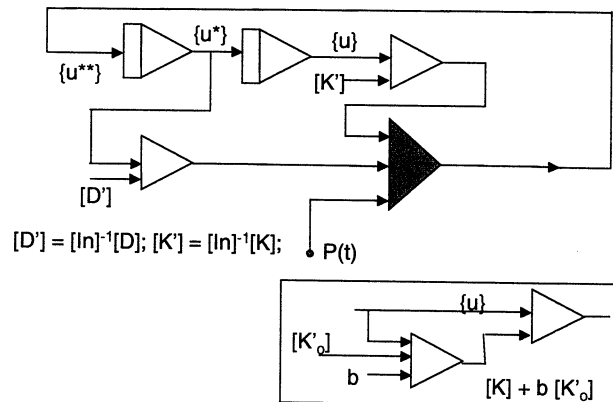 {u*}
{u}
{u**}
[K']
[D']
[D'] = [In]-1[D]; [K'] = [In]-1[K];
P(t)
{u}
[K'o]
b
[K] + b [K'o]